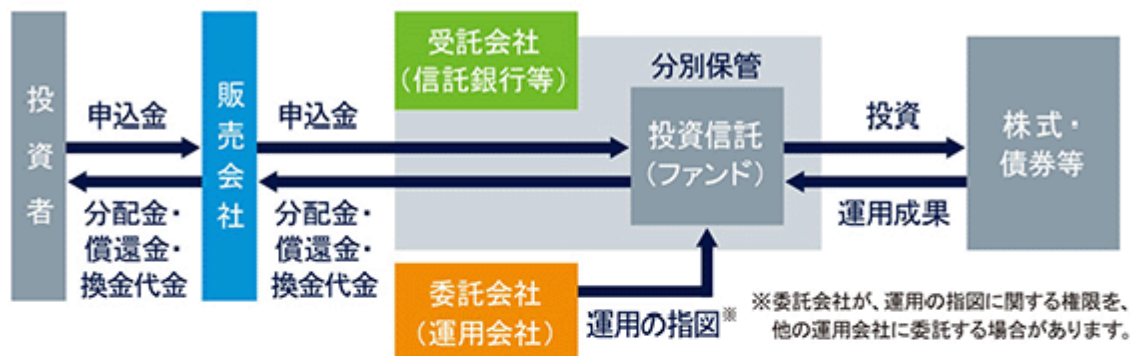 投資者
申込金
分配金・
償還金・
換金代金
販売会社
申込金
分配金・
償還金・
換金代金
受託会社
(信託銀行等)
分別保管
投資信託
(ファンド)
委託会社
(運用会社)
運用の指図※
投資
運用成果
株式・
債券等
※委託会社が、運用の指図に関する権限を、
他の運用会社に委託する場合があります。